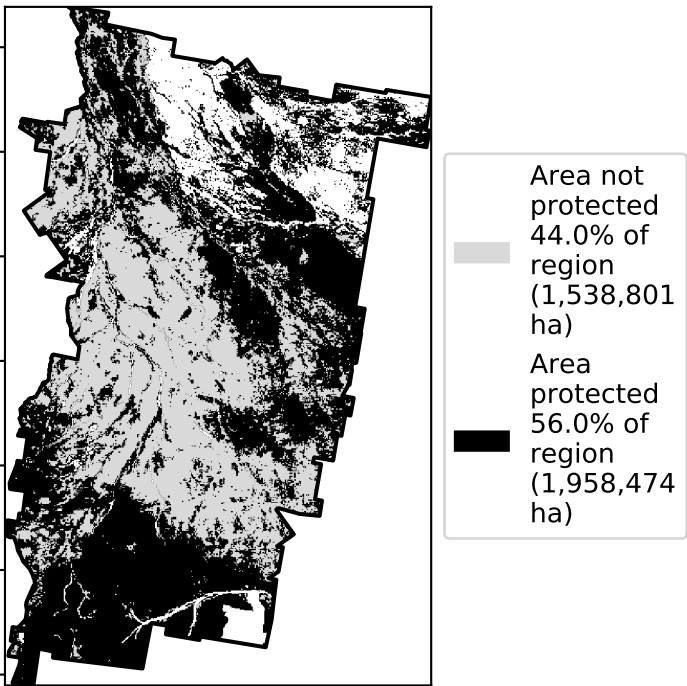 Area not
protected
44.0% of
region
(1,538,801
ha)
Area
protected
56.0% of
region
(1,958,474
ha)